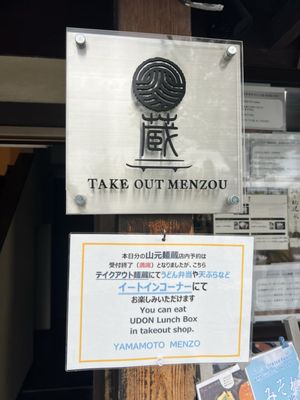 蔵
TAKE OUT MENZOU
本日分の山元麺蔵店内予約は
受付終了（満席）となりましたが、こちら
テイクアウト麺蔵にてうどん弁当や天ぷらなど
イートインコーナーにて
お楽しみいただけます
You can eat
UDON Lunch Box
in takeout shop.
YAMAMOTO MENZO